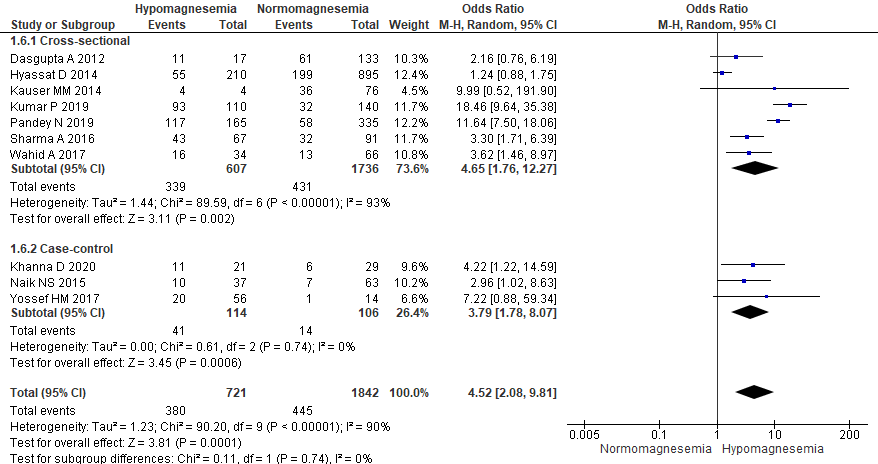 Hypomagnesemia Normomagnesemia Odds Ratio Odds Ratio
Study or Subgroup Events Total Events Total Weight M-H, Random, 95% CI M-H, Random, 95% CI
1.6.1 Cross-sectional
Dasgupta A 2012 11 17 61 133 10.3% 2.16 [0.76, 6.19]
Hyassat D 2014 55 210 199 895 12.4% 1.24 [0.88, 1.75]
Kauser MM 2014 4 4 36 76 4.5% 9.99 [0.52, 191.90]
Kumar P 2019 93 110 32 140 11.7% 18.46 [9.64, 35.38]
Pandey N 2019 117 165 58 335 12.2% 11.64 [7.50, 18.06]
Sharma A 2016 43 67 32 91 11.7% 3.30 [1.71, 6.39]
Wahid A 2017 16 34 13 66 10.8% 3.62 [1.46, 8.97]
Subtotal (95% CI) 607 1736 73.6% 4.65 [1.76, 12.27]
Total events 339 431
Heterogeneity: Tau² = 1.44; Chi² = 89.59, df = 6 (P < 0.00001); I² = 93%
Test for overall effect: Z = 3.11 (P = 0.002)
1.6.2 Case-control
Khanna D 2020 11 21 6 29 9.6% 4.22 [1.22, 14.59]
Naik NS 2015 10 37 7 63 10.2% 2.96 [1.02, 8.63]
Yossef HM 2017 20 56 1 14 6.6% 7.22 [0.88, 59.34]
Subtotal (95% CI) 114 106 26.4% 3.79 [1.78, 8.07]
Total events 41 14
Heterogeneity: Tau² = 0.00; Chi² = 0.61, df = 2 (P = 0.74); I² = 0%
Test for overall effect: Z = 3.45 (P = 0.0006)
Total (95% CI) 721 1842 100.0% 4.52 [2.08, 9.81]
Total events 380 445
Heterogeneity: Tau² = 1.23; Chi² = 90.20, df = 9 (P < 0.00001); I² = 90%
Test for overall effect: Z = 3.81 (P = 0.0001)
Test for subgroup differences: Chi² = 0.11, df = 1 (P = 0.74), I² = 0%
0.005 0.1 1 10 200
Normomagnesemia Hypomagnesemia